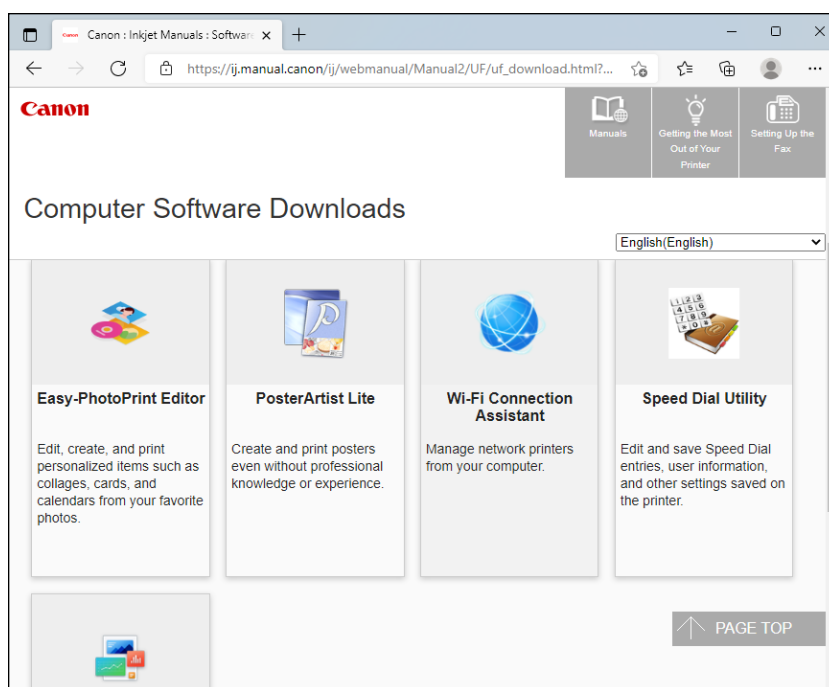 Canon : Inkjet Manuals : Software
https://ij.manual.canon/ij/webmanual/Manual2/UF/uf_download.html?...
Canon
Manuals
Getting the Most
Out of Your
Printer
Setting Up the
Fax
Computer Software Downloads
English(English)
Easy-PhotoPrint Editor
Edit, create, and print
personalized items such as
collages, cards, and
calendars from your favorite
photos.
PosterArtist Lite
Create and print posters
even without professional
knowledge or experience.
Wi-Fi Connection
Assistant
Manage network printers
from your computer.
Speed Dial Utility
Edit and save Speed Dial
entries, user information,
and other settings saved on
the printer.
PAGE TOP